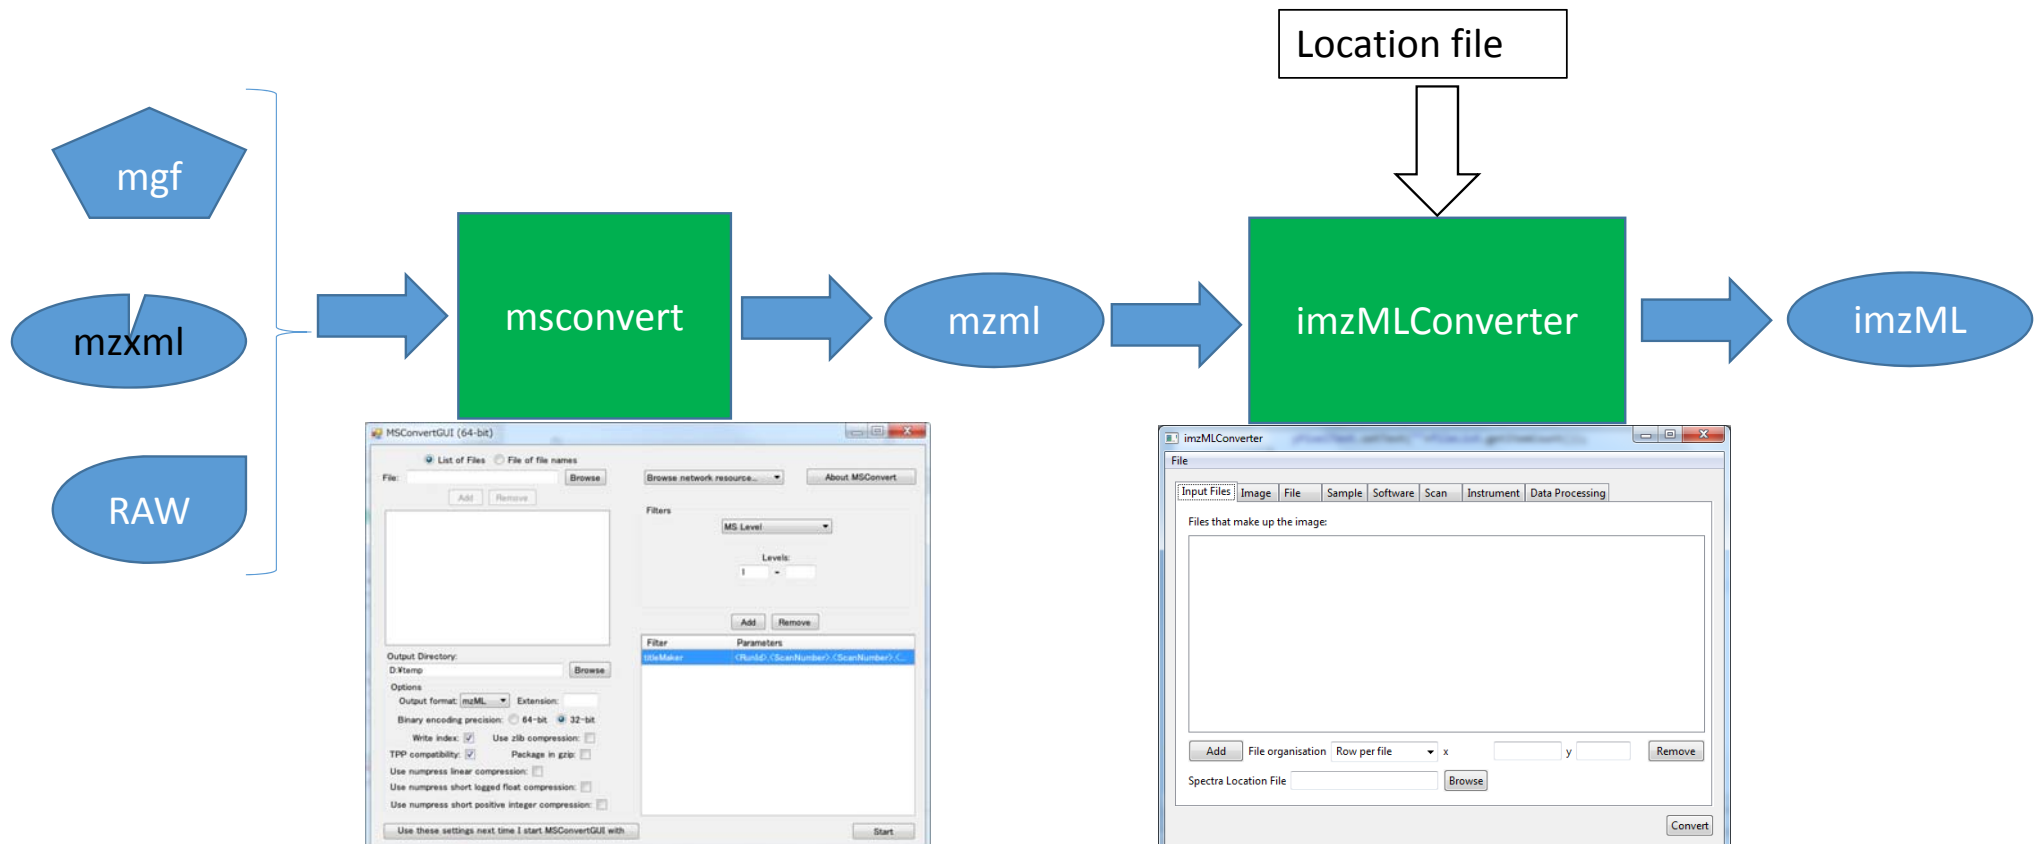 Location file
mgf
mzxml
RAW
msconvert
mzml
imzMLConverter
imzML
MSConvertGUI (64-bit)
List of Files File of file names
File: Browse
Add Remove
Browse network resource... About MSConvert
Filters
MS Level
Levels:
1 -
Add Remove
Filter Parameters
titleMaker <RunId>.<ScanNumber>.<ScanNumber>.<...
Output Directory:
D:¥temp Browse
Options
Output format: mzML Extension:
Binary encoding precision: 64-bit 32-bit
Write index: Use zlib compression:
TPP compatibility: Package in gzip:
Use numpress linear compression:
Use numpress short logged float compression:
Use numpress short positive integer compression:
Use these settings next time I start MSConvertGUI with
Start
imzMLConverter
File
Input Files Image File Sample Software Scan Instrument Data Processing
Files that make up the image:
Add File organisation Row per file x y Remove
Spectra Location File Browse
Convert